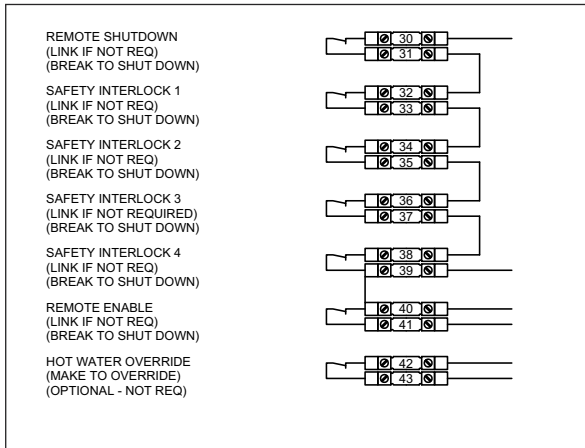 REMOTE SHUTDOWN
(LINK IF NOT REQ)
(BREAK TO SHUT DOWN)
30
31
SAFETY INTERLOCK 1
(LINK IF NOT REQ)
(BREAK TO SHUT DOWN)
32
33
SAFETY INTERLOCK 2
(LINK IF NOT REQ)
(BREAK TO SHUT DOWN)
34
35
SAFETY INTERLOCK 3
(LINK IF NOT REQUIRED)
(BREAK TO SHUT DOWN)
36
37
SAFETY INTERLOCK 4
(LINK IF NOT REQ)
(BREAK TO SHUT DOWN)
38
39
REMOTE ENABLE
(LINK IF NOT REQ)
(BREAK TO SHUT DOWN)
40
41
HOT WATER OVERRIDE
(MAKE TO OVERRIDE)
(OPTIONAL - NOT REQ)
42
43